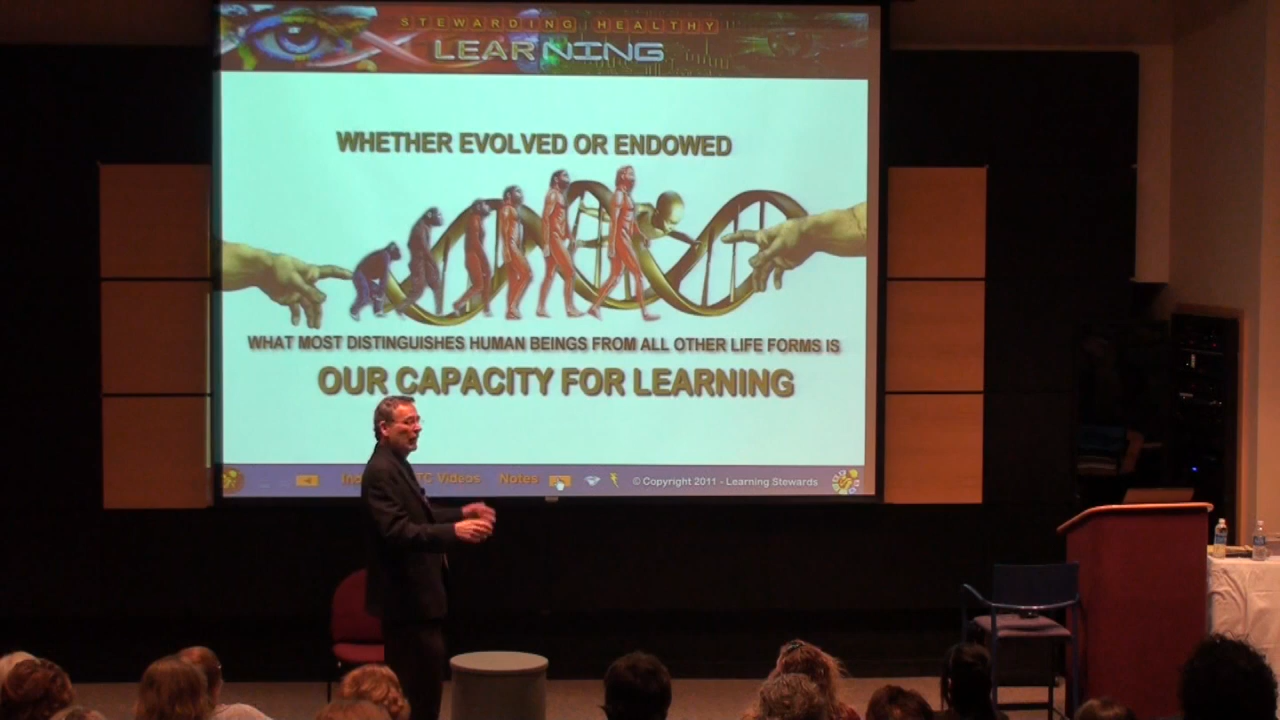 STEWARDING HEALTHY
LEARNING
WHETHER EVOLVED OR ENDOWED
WHAT MOST DISTINGUISHES HUMAN BEINGS FROM ALL OTHER LIFE FORMS IS
OUR CAPACITY FOR LEARNING
Videos Notes © Copyright 2011 - Learning Stewards